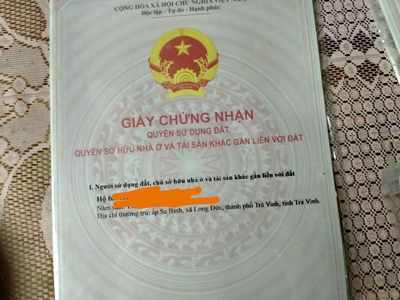 CỘNG HÒA XÃ HỘI CHỦ NGHĨA VIỆT
Độc lập - Tự do - Hạnh phúc
GIẤY CHỨNG NHẬN
QUYỀN SỬ DỤNG ĐẤT
QUYỀN SỞ HỮU NHÀ Ở VÀ TÀI SẢN KHÁC GẮN LIỀN VỚI ĐẤT
I. Người sử dụng đất, chủ sở hữu nhà ở và tài sản khác gắn liền với đất
Hộ
Năm
Địa chỉ thường trú: ấp Sa Bình, xã Long Đức, thành phố Trà Vinh, tỉnh Trà Vinh.